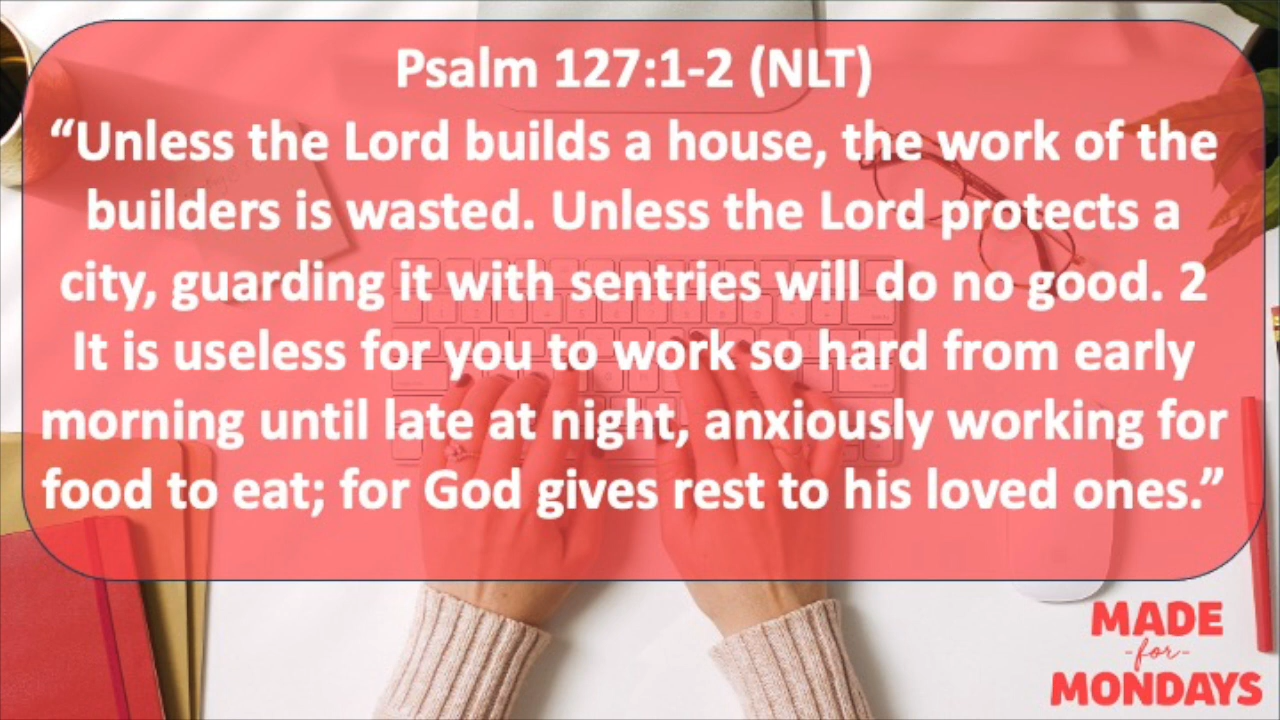 Psalm 127:1-2 (NLT)
“Unless the Lord builds a house, the work of the
builders is wasted. Unless the Lord protects a
city, guarding it with sentries will do no good. 2
It is useless for you to work so hard from early
morning until late at night, anxiously working for
food to eat; for God gives rest to his loved ones.”
MADE
-for-
MONDAYS